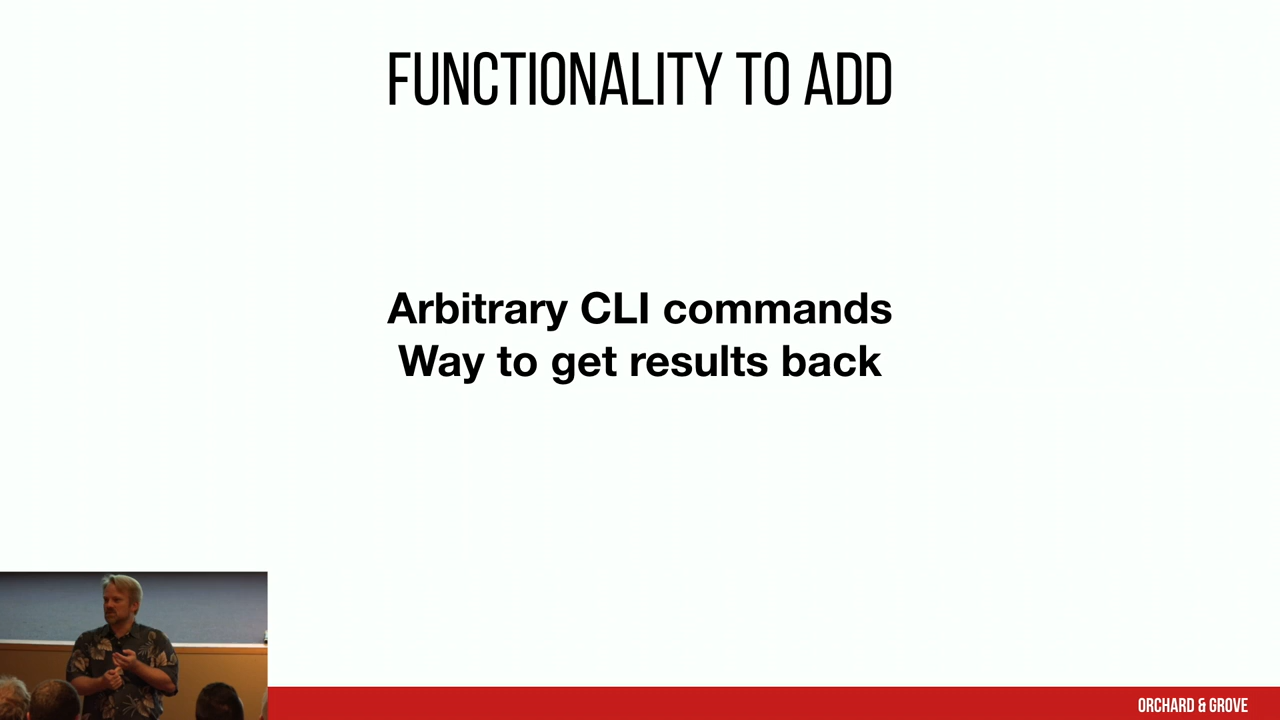 FUNCTIONALITY TO ADD
Arbitrary CLI commands
Way to get results back
ORCHARD & GROVE